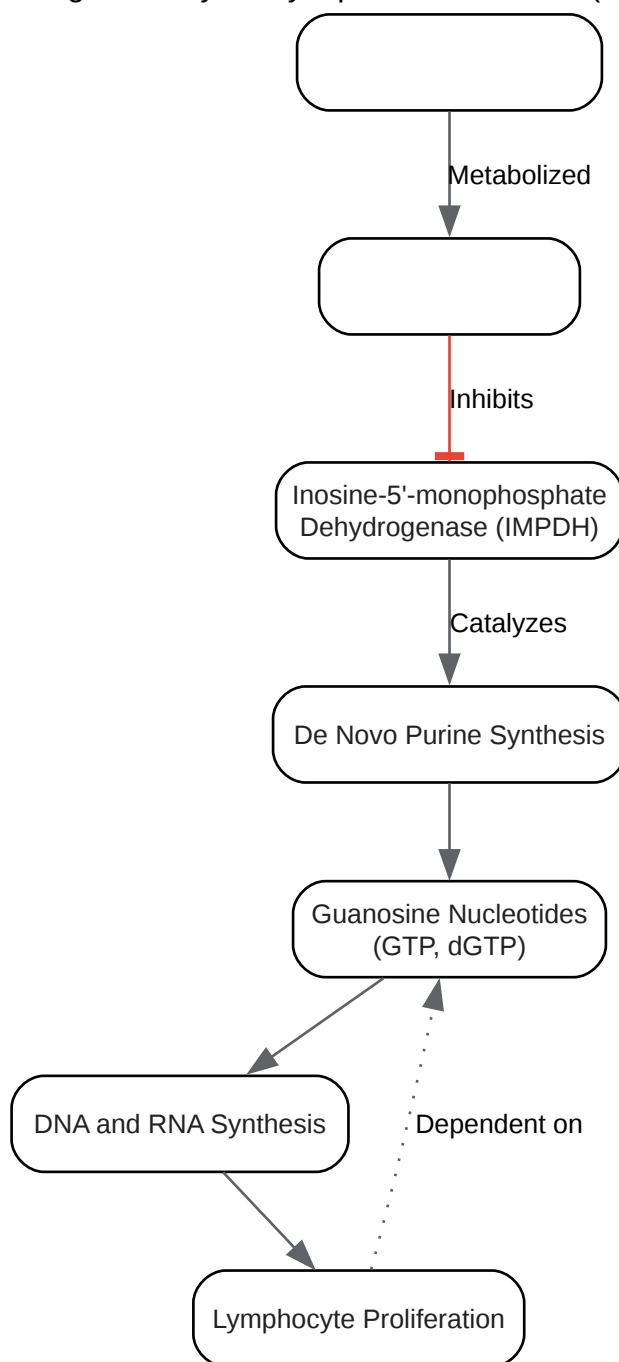 Metabolized
Inhibits
Inosine-5'-monophosphate
Dehydrogenase (IMPDH)
Catalyzes
De Novo Purine Synthesis
Guanosine Nucleotides
(GTP, dGTP)
DNA and RNA Synthesis
Dependent on
Lymphocyte Proliferation